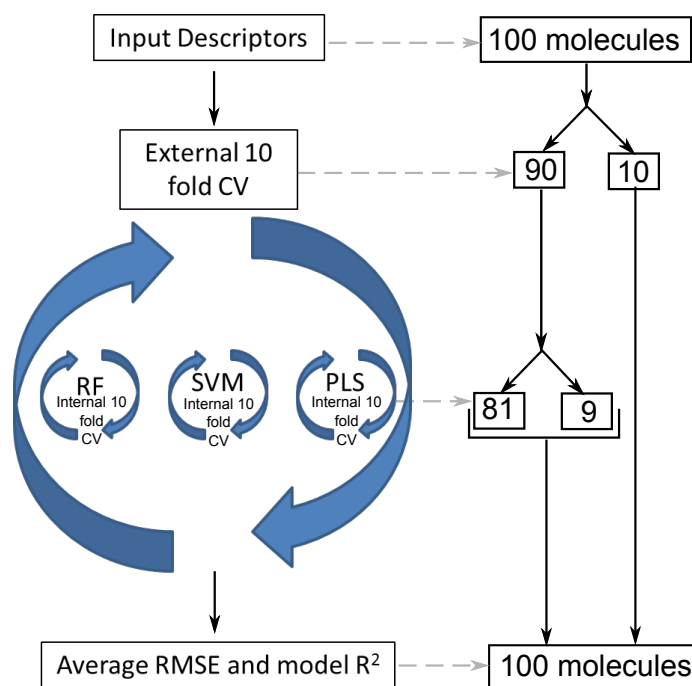 Input Descriptors
100 molecules
External 10
fold CV
90
10
RF
Internal 10
fold
CV
SVM
Internal 10
fold
CV
PLS
Internal 10
fold
CV
81
9
Average RMSE and model R²
100 molecules